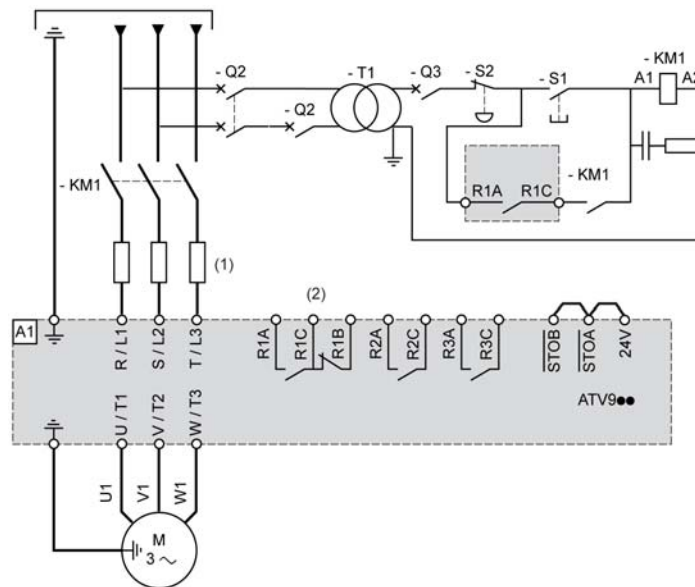 - Q2
- T1
- Q3
- S2
- S1
- KM1
A1
A2
- Q2
- KM1
R1A
R1C
- KM1
(1)
(2)
A1
R / L1
S / L2
T / L3
R1A
R1C
R1B
R2A
R2C
R3A
R3C
STOB
STOA
24V
ATV9●●
U / T1
V / T2
W / T3
U1
V1
W1
M
3 ~